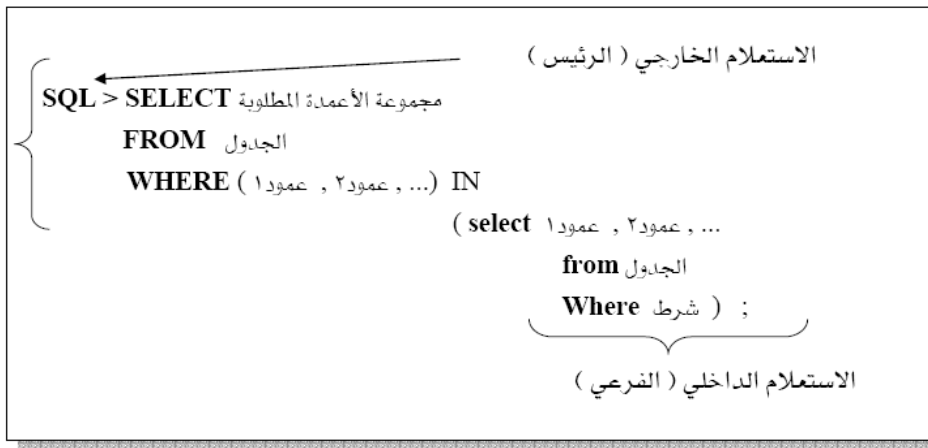 الاستعلام الخارجي ( الرئيس )
SQL > SELECT مجموعة الأعمدة المطلوبة
FROM الجدول
WHERE ( عمود١ , عمود٢ , ...) IN
( select عمود١ , عمود٢ , ...
from الجدول
Where شرط ) ;
الاستعلام الداخلي ( الفرعي )